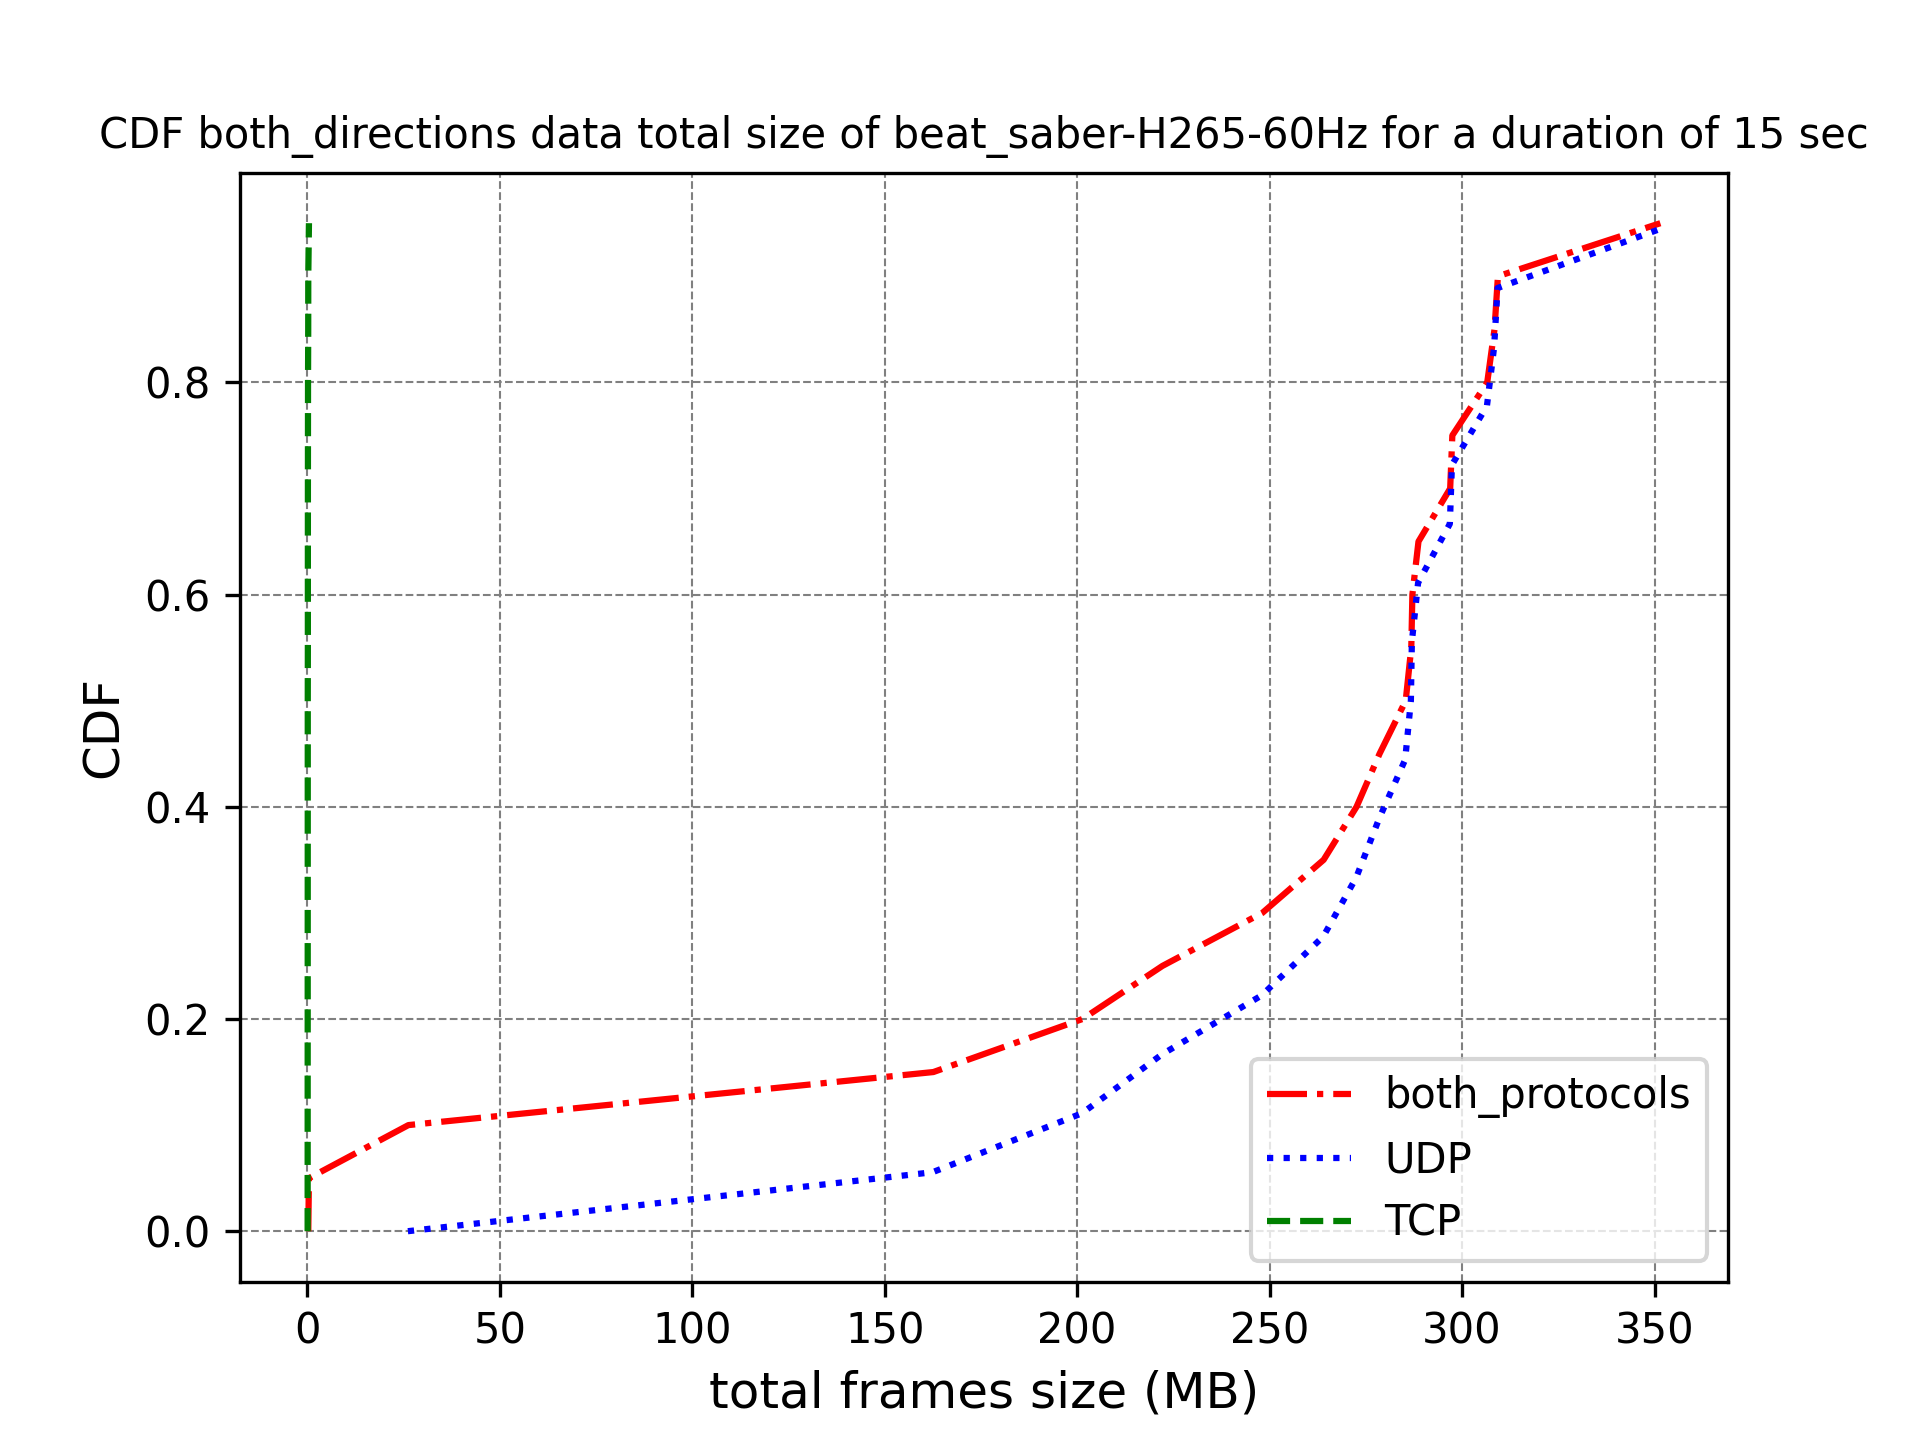 CDF both_directions data total size of beat_saber-H265-60Hz for a duration of 15 sec
CDF
0.8
0.6
0.4
0.2
0.0
both_protocols
UDP
TCP
0 50 100 150 200 250 300 350
total frames size (MB)